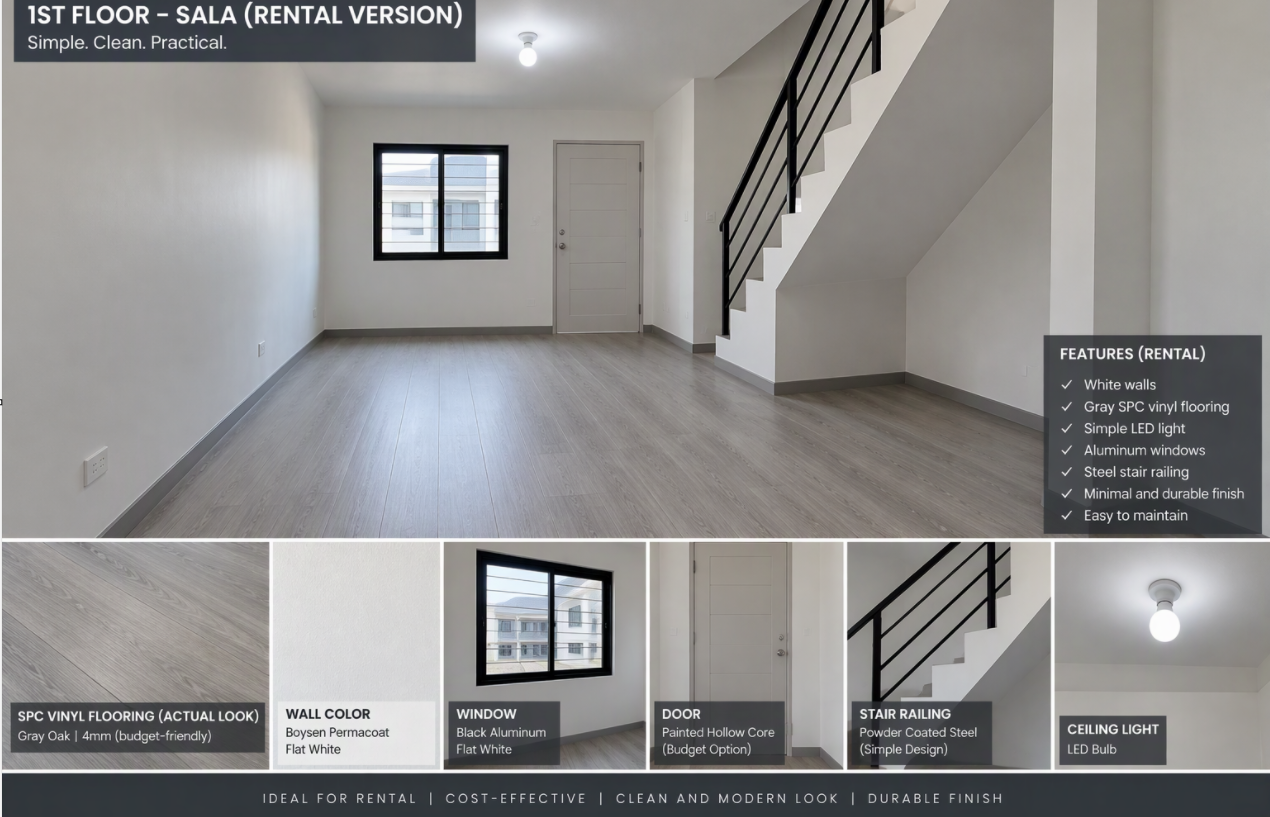 1ST FLOOR - SALA (RENTAL VERSION)
Simple. Clean. Practical.
FEATURES (RENTAL)
✓ White walls
✓ Gray SPC vinyl flooring
✓ Simple LED light
✓ Aluminum windows
✓ Steel stair railing
✓ Minimal and durable finish
✓ Easy to maintain
SPC VINYL FLOORING (ACTUAL LOOK)
Gray Oak | 4mm (budget-friendly)
WALL COLOR
Boysen Permacoat
Flat White
WINDOW
Black Aluminum
Flat White
DOOR
Painted Hollow Core
(Budget Option)
STAIR RAILING
Powder Coated Steel
(Simple Design)
CEILING LIGHT
LED Bulb
IDEAL FOR RENTAL | COST-EFFECTIVE | CLEAN AND MODERN LOOK | DURABLE FINISH